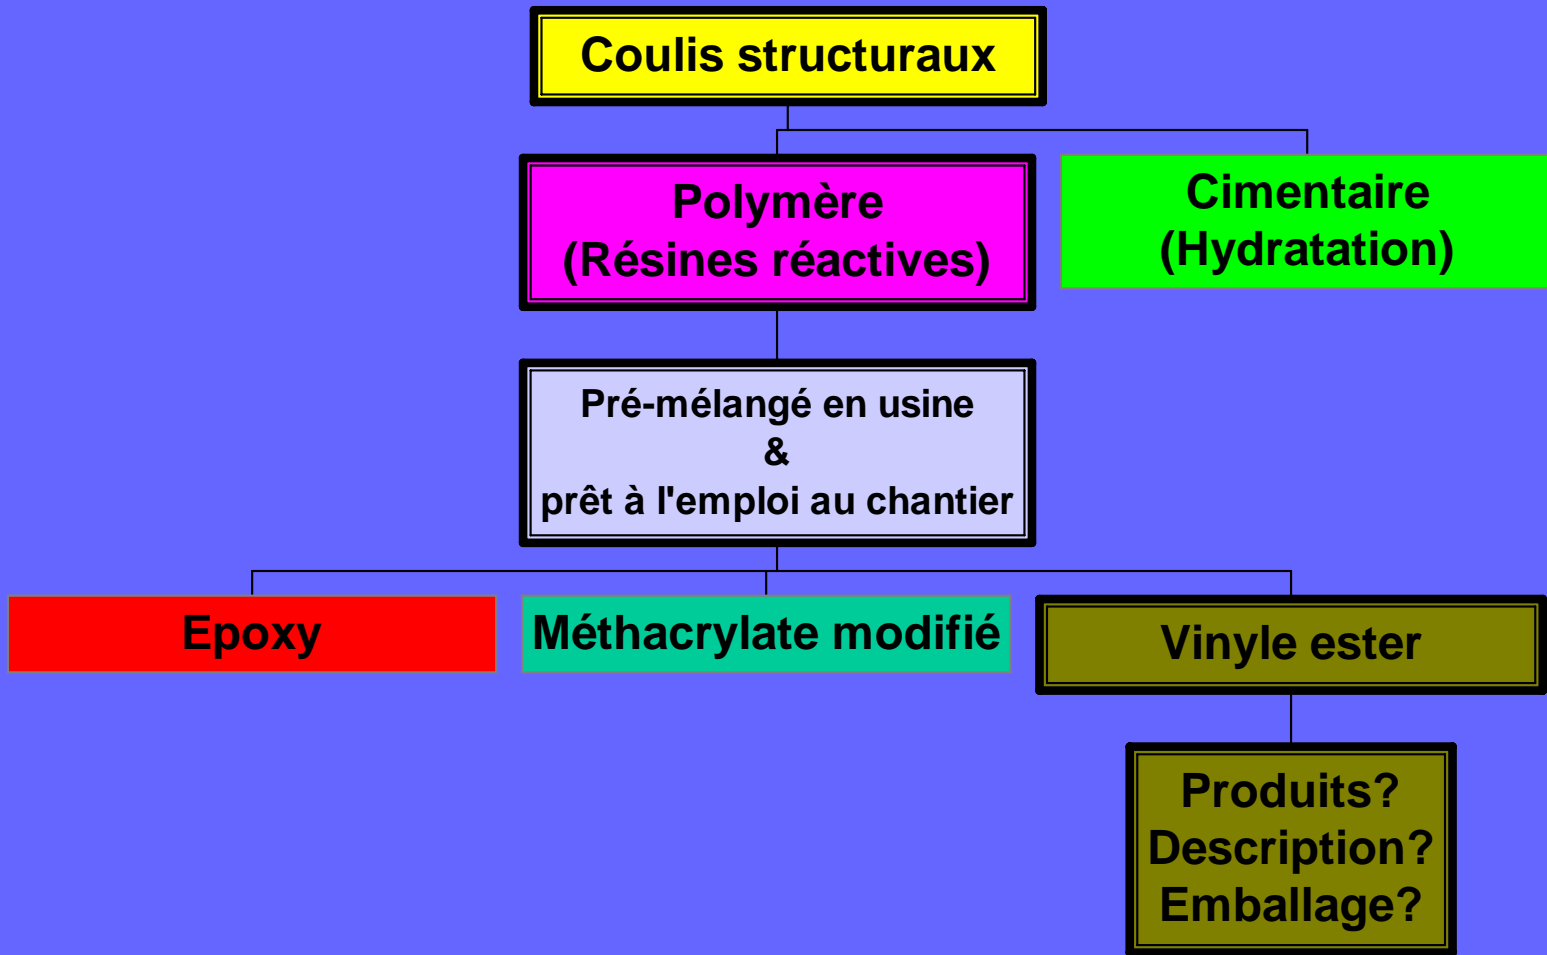 Coulis structuraux
Polymère
(Résines réactives)
Cimentaire
(Hydratation)
Pré-mélangé en usine
&
prêt à l'emploi au chantier
Epoxy
Méthacrylate modifié
Vinyle ester
Produits?
Description?
Emballage?